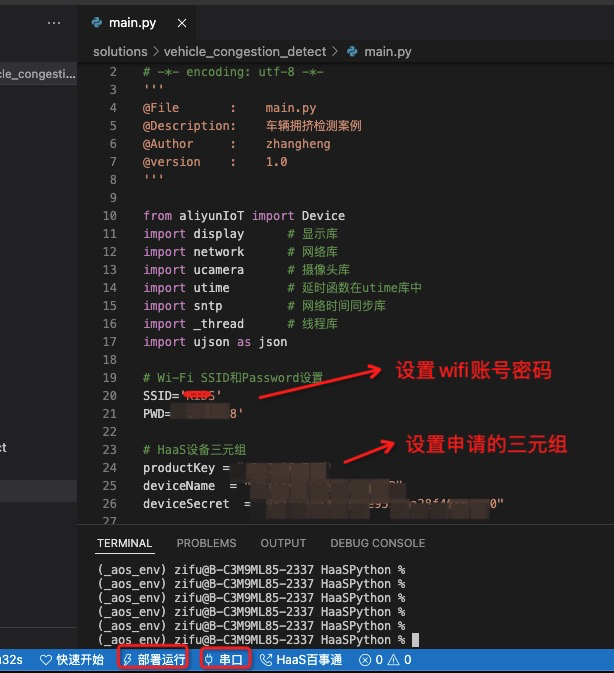 main.py
solutions > vehicle_congestion_detect > main.py
cle_congesti...
2 # -*- encoding: utf-8 -*-
3 '''
4 @File : main.py
5 @Description: 车辆拥挤检测案例
6 @Author : zhangheng
7 @version : 1.0
8 '''
9
10 from aliyunIoT import Device
11 import display # 显示库
12 import network # 网络库
13 import ucamera # 摄像头库
14 import utime # 延时函数在utime库中
15 import sntp # 网络时间同步库
16 import _thread # 线程库
17 import ujson as json
18
19 # Wi-Fi SSID和Password设置
设置wifi账号密码
20 SSID='
21 PWD= 8'
22
23 # HaaS设备三元组
设置申请的三元组
24 productKey =
25 deviceName = "
26 deviceSecret = 0"
27
ct
TERMINAL PROBLEMS OUTPUT DEBUG CONSOLE
(_aos_env) zifu@B-C3M9ML85-2337 HaaSPython %
(_aos_env) zifu@B-C3M9ML85-2337 HaaSPython %
(_aos_env) zifu@B-C3M9ML85-2337 HaaSPython %
(_aos_env) zifu@B-C3M9ML85-2337 HaaSPython %
(_aos_env) zifu@B-C3M9ML85-2337 HaaSPython %
(_aos_env) zifu@B-C3M9ML85-2337 HaaSPython %
32s 快速开始 部署运行 串口 HaaS百事通 0 0